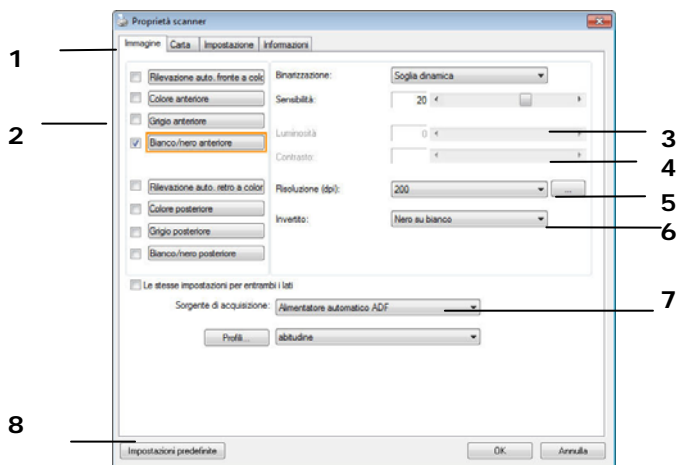 Proprietà scanner
Immagine Carta Impostazione Informazioni
1
Rilevazione auto. fronte a colo
Binarizzazione: Soglia dinamica
Colore anteriore
Sensibilità: 20
Grigio anteriore
2
Bianco/nero anteriore
Luminosità 0
3
Contrasto:
4
Rilevazione auto. retro a color
Risoluzione (dpi): 200 ...
5
Colore posteriore
Invertito: Nero su bianco
6
Grigio posteriore
Bianco/nero posteriore
Le stesse impostazioni per entrambi i lati
Sorgente di acquisizione: Alimentatore automatico ADF
7
Profili... abitudine
8
Impostazioni predefinite OK Annulla